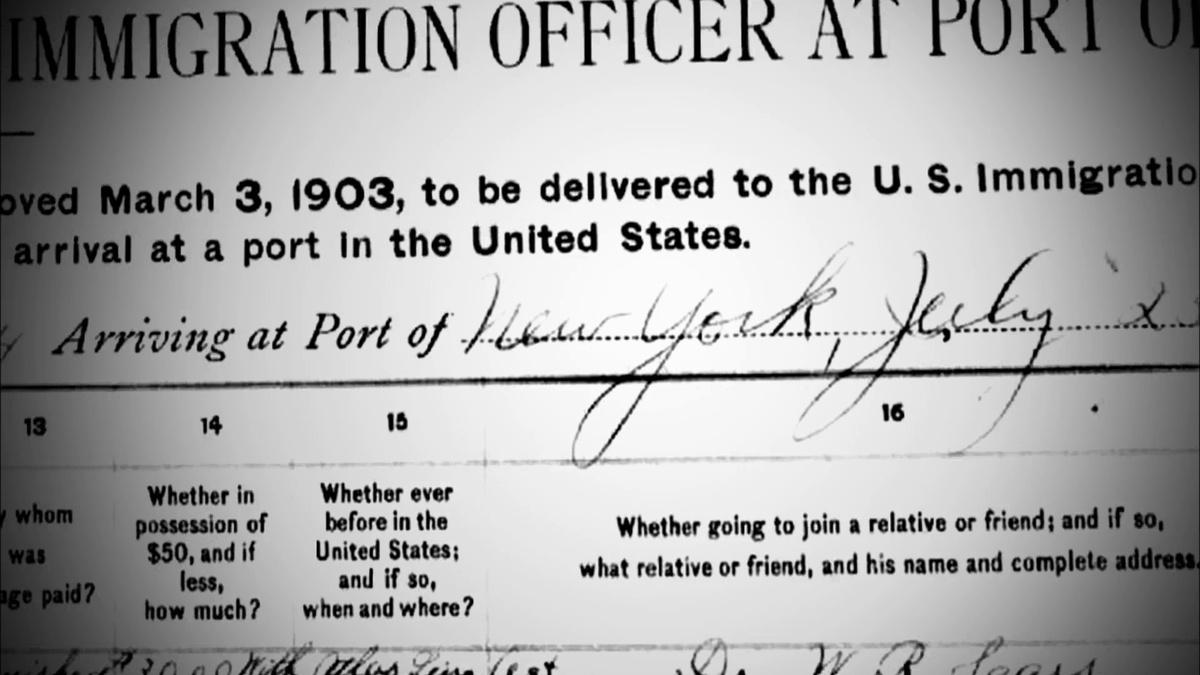 IMMIGRATION OFFICER AT PORT O
oved March 3, 1903, to be delivered to the U. S. Immigratio
arrival at a port in the United States.
Arriving at Port of New York, July
13 14 15 16
whom
was
age paid?
Whether in
possession of
$50, and if
less,
how much?
Whether ever
before in the
United States;
and if so,
when and where?
Whether going to join a relative or friend; and if so,
what relative or friend, and his name and complete address.
Dr. W. R.